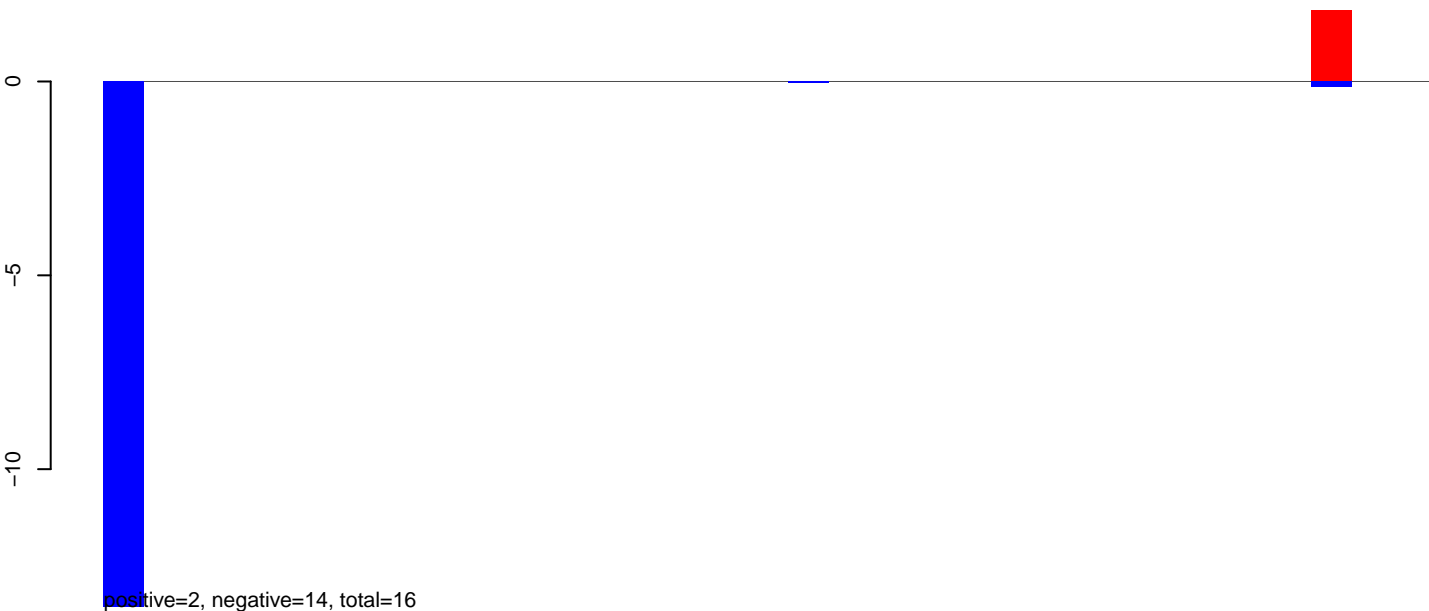 0
−5
−10
positive=2, negative=14, total=16